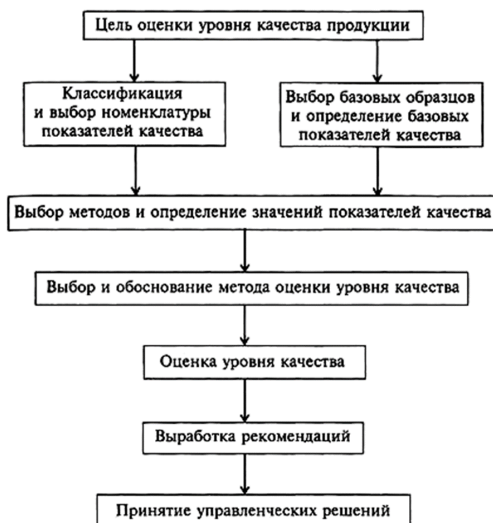 Цель оценки уровня качества продукции
Классификация
и выбор номенклатуры
показателей качества
Выбор базовых образцов
и определение базовых
показателей качества
Выбор методов и определение значений показателей качества
Выбор и обоснование метода оценки уровня качества
Оценка уровня качества
Выработка рекомендаций
Принятие управленческих решений